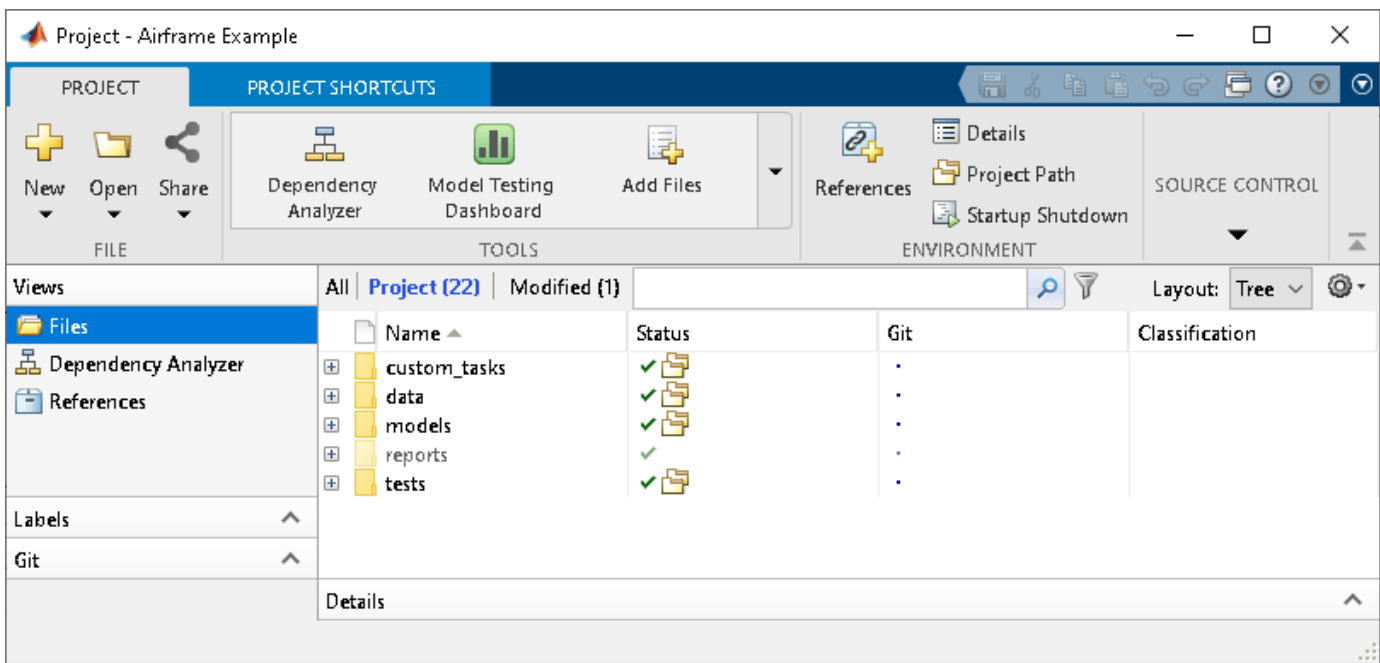 Project - Airframe Example
PROJECT
PROJECT SHORTCUTS
New
Open
Share
FILE
Dependency
Analyzer
Model Testing
Dashboard
Add Files
TOOLS
References
Details
Project Path
Startup Shutdown
ENVIRONMENT
SOURCE CONTROL
Views
Files
Dependency Analyzer
References
Labels
Git
All | Project (22) | Modified (1)
Layout: Tree
Name Status Git Classification
custom_tasks
data
models
reports
tests
Details